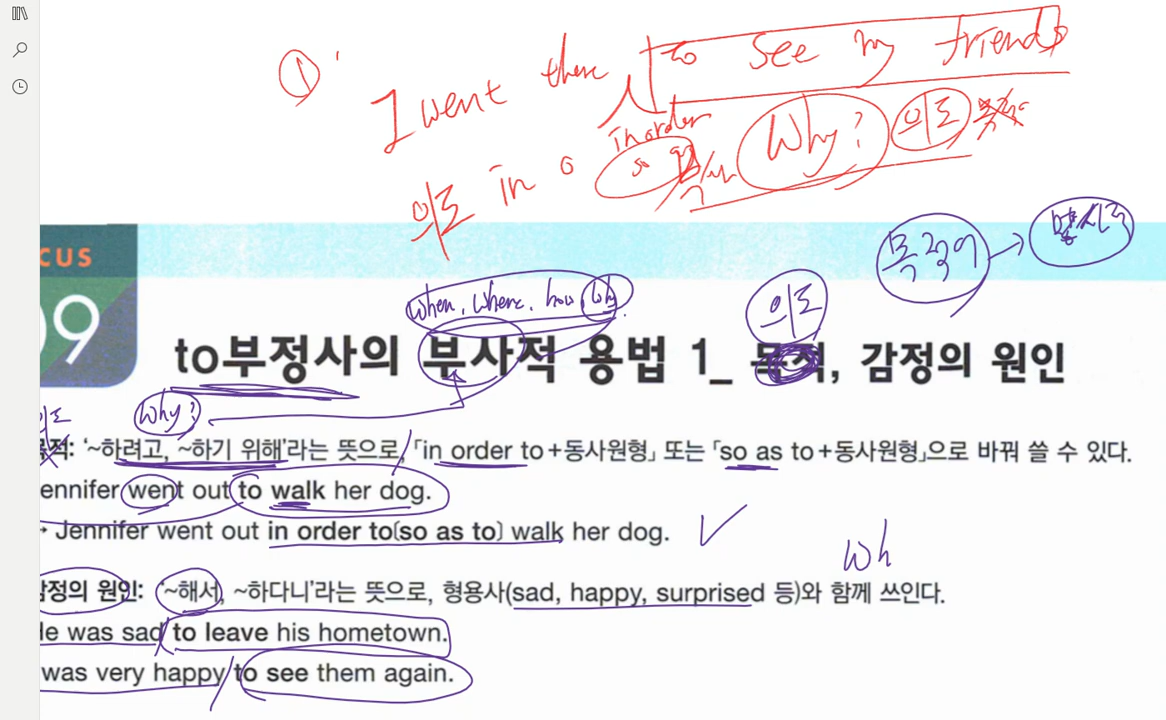 ① I went there to see my friends
in order
의도 in o so as Why? 의도
목적어 → 명사
CUS
09
when, where, how, why
의도
to부정사의 부사적 용법 1_ 목적, 감정의 원인
의도 Why?
목적: '~하려고, ~하기 위해'라는 뜻으로, 「in order to+동사원형」 또는 「so as to+동사원형」으로 바꿔 쓸 수 있다.
ennifer went out to walk her dog.
→ Jennifer went out in order to(so as to) walk her dog.
Wh
감정의 원인: '~해서, ~하다니'라는 뜻으로, 형용사(sad, happy, surprised 등)와 함께 쓰인다.
He was sad to leave his hometown.
was very happy to see them again.